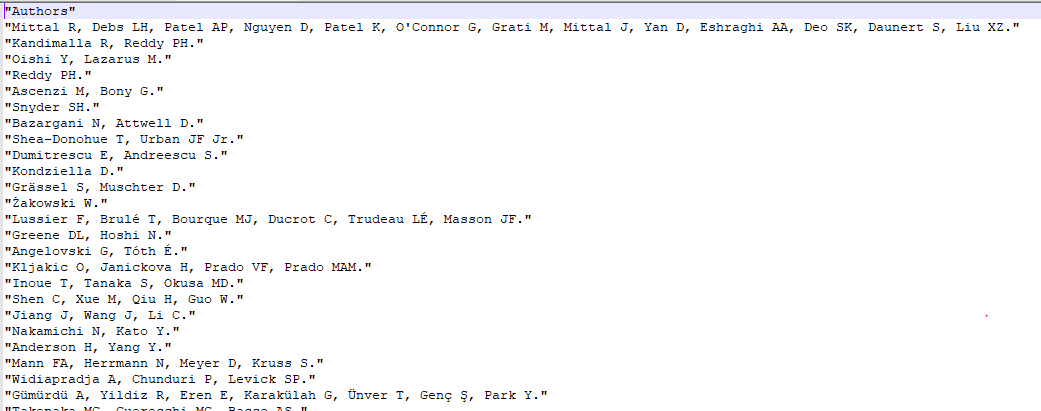 "Authors"
"Mittal R, Debs LH, Patel AP, Nguyen D, Patel K, O'Connor G, Grati M, Mittal J, Yan D, Eshraghi AA, Deo SK, Daunert S, Liu XZ."
"Kandimalla R, Reddy PH."
"Oishi Y, Lazarus M."
"Reddy PH."
"Ascenzi M, Bony G."
"Snyder SH."
"Bazargani N, Attwell D."
"Shea-Donohue T, Urban JF Jr."
"Dumitrescu E, Andreescu S."
"Kondziella D."
"Grässel S, Muschter D."
"Żakowski W."
"Lussier F, Brulé T, Bourque MJ, Ducrot C, Trudeau LÉ, Masson JF."
"Greene DL, Hoshi N."
"Angelovski G, Tóth É."
"Kljakic O, Janickova H, Prado VF, Prado MAM."
"Inoue T, Tanaka S, Okusa MD."
"Shen C, Xue M, Qiu H, Guo W."
"Jiang J, Wang J, Li C."
"Nakamichi N, Kato Y."
"Anderson H, Yang Y."
"Mann FA, Herrmann N, Meyer D, Kruss S."
"Widiapradja A, Chunduri P, Levick SP."
"Gümürdü A, Yildiz R, Eren E, Karakülah G, Ünver T, Genç Ş, Park Y."